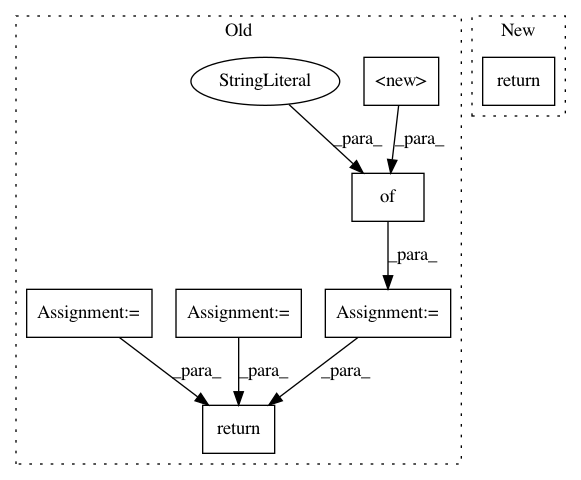 Old
New
StringLiteral
<new>
return
_para_
_para_
of
_para_
Assignment:=
Assignment:=
Assignment:=
_para_
_para_
_para_
return